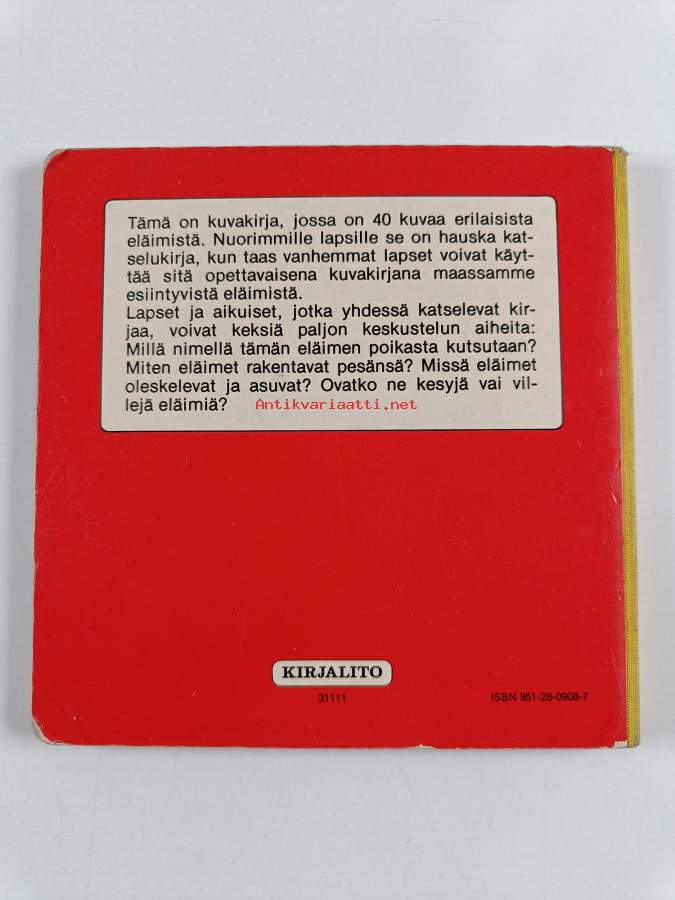 Tämä on kuvakirja, jossa on 40 kuvaa erilaisista
eläimistä. Nuorimmille lapsille se on hauska kat-
selukirja, kun taas vanhemmat lapset voivat käyt-
tää sitä opettavaisena kuvakirjana maassamme
esiintyvistä eläimistä.
Lapset ja aikuiset, jotka yhdessä katselevat kir-
jaa, voivat keksiä paljon keskustelun aiheita:
Millä nimellä tämän eläimen poikasta kutsutaan?
Miten eläimet rakentavat pesänsä? Missä eläimet
oleskelevat ja asuvat? Ovatko ne kesyjä vai vil-
lejä eläimiä?
Antikvariaatti.net
KIRJALITO
31111
ISBN 951-28-0908-7